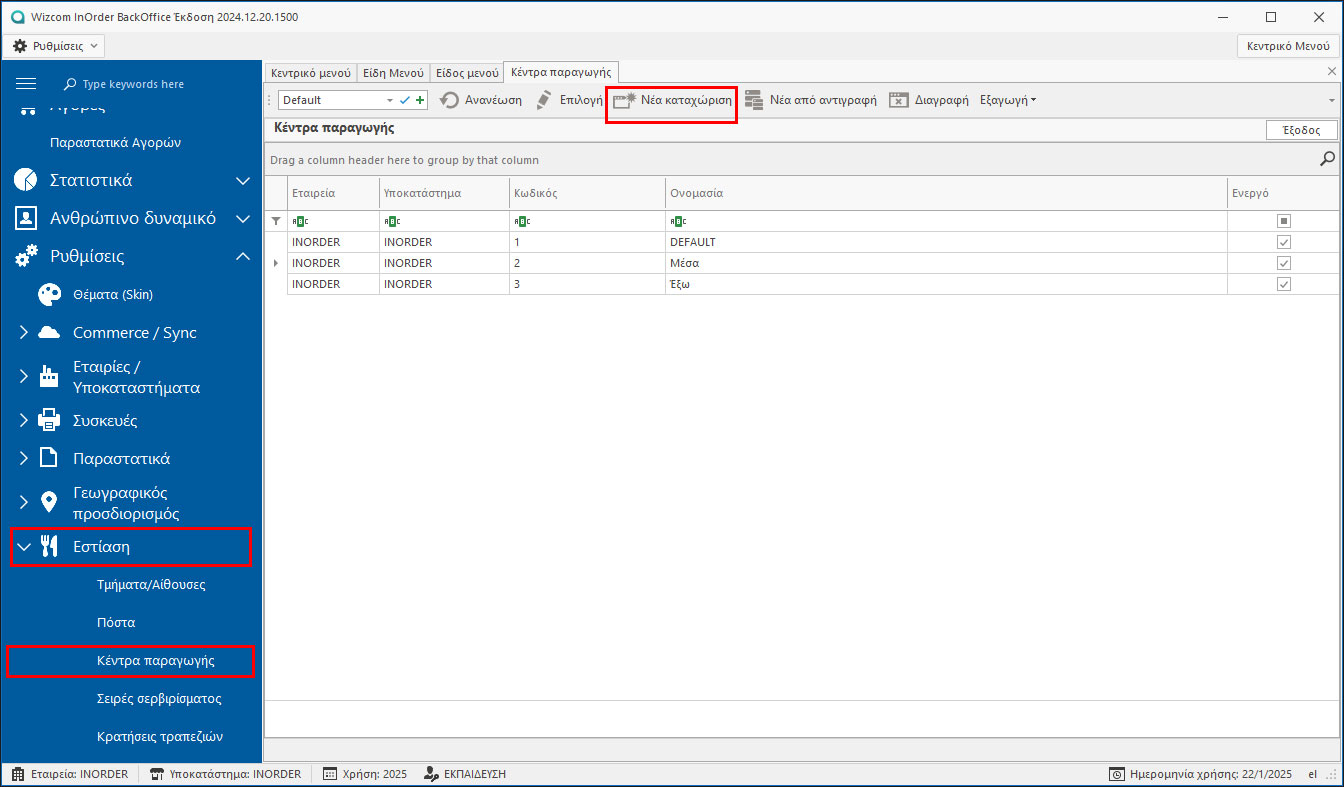 Wizcom InOrder BackOffice Έκδοση 2024.12.20.1500
Ρυθμίσεις
Κεντρικό Μενού
Type keywords here
Αγορές
Παραστατικά Αγορών
Στατιστικά
Ανθρώπινο δυναμικό
Ρυθμίσεις
Θέματα (Skin)
Commerce / Sync
Εταιρίες /
Υποκαταστήματα
Συσκευές
Παραστατικά
Γεωγραφικός
προσδιορισμός
Εστίαση
Τμήματα/Αίθουσες
Πόστα
Κέντρα παραγωγής
Σειρές σερβιρίσματος
Κρατήσεις τραπεζιών
Κεντρικό μενού Είδη Μενού Είδος μενού Κέντρα παραγωγής
Default Ανανέωση Επιλογή Νέα καταχώριση Νέα από αντιγραφή Διαγραφή Εξαγωγή
Κέντρα παραγωγής Έξοδος
Drag a column header here to group by that column
Εταιρεία Υποκατάστημα Κωδικός Ονομασία Ενεργό
ABC ABC ABC ABC
INORDER INORDER 1 DEFAULT
INORDER INORDER 2 Μέσα
INORDER INORDER 3 Έξω
Εταιρεία: INORDER Υποκατάστημα: INORDER Χρήση: 2025 ΕΚΠΑΙΔΕΥΣΗ Ημερομηνία χρήσης: 22/1/2025 el